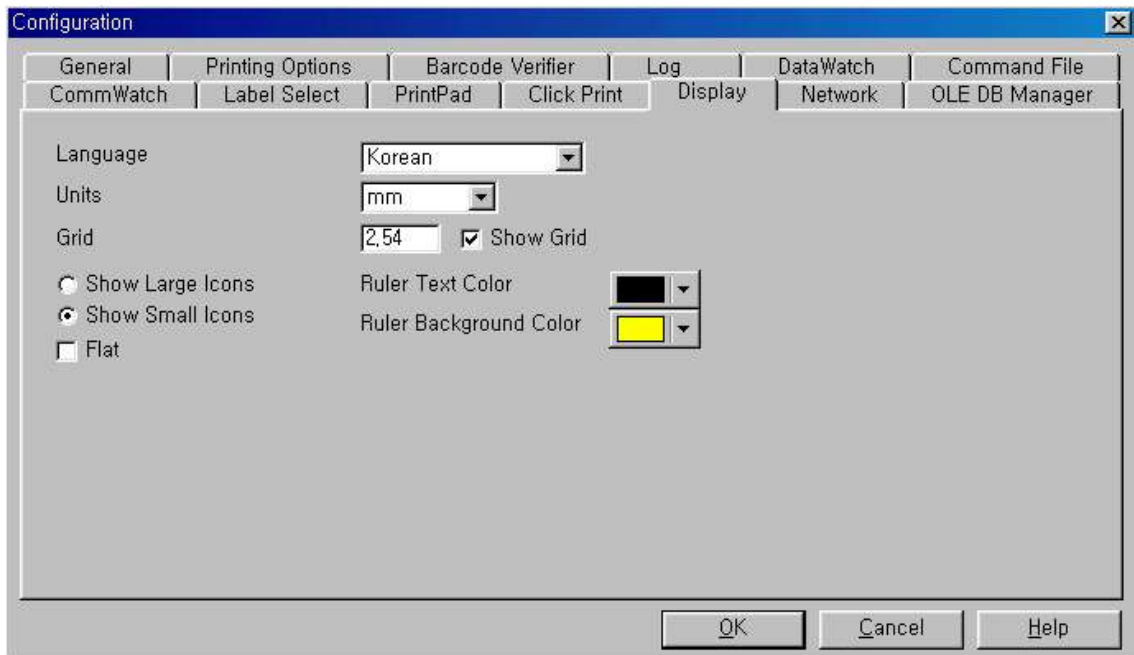 Configuration
General Printing Options Barcode Verifier Log DataWatch Command File
CommWatch Label Select PrintPad Click Print Display Network OLE DB Manager
Language Korean
Units mm
Grid 2,54 Show Grid
Show Large Icons Ruler Text Color
Show Small Icons Ruler Background Color
Flat
OK Cancel Help